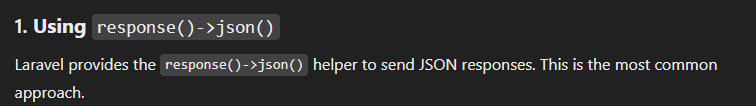 1. Using response()->json()
Laravel provides the response()->json() helper to send JSON responses. This is the most common
approach.